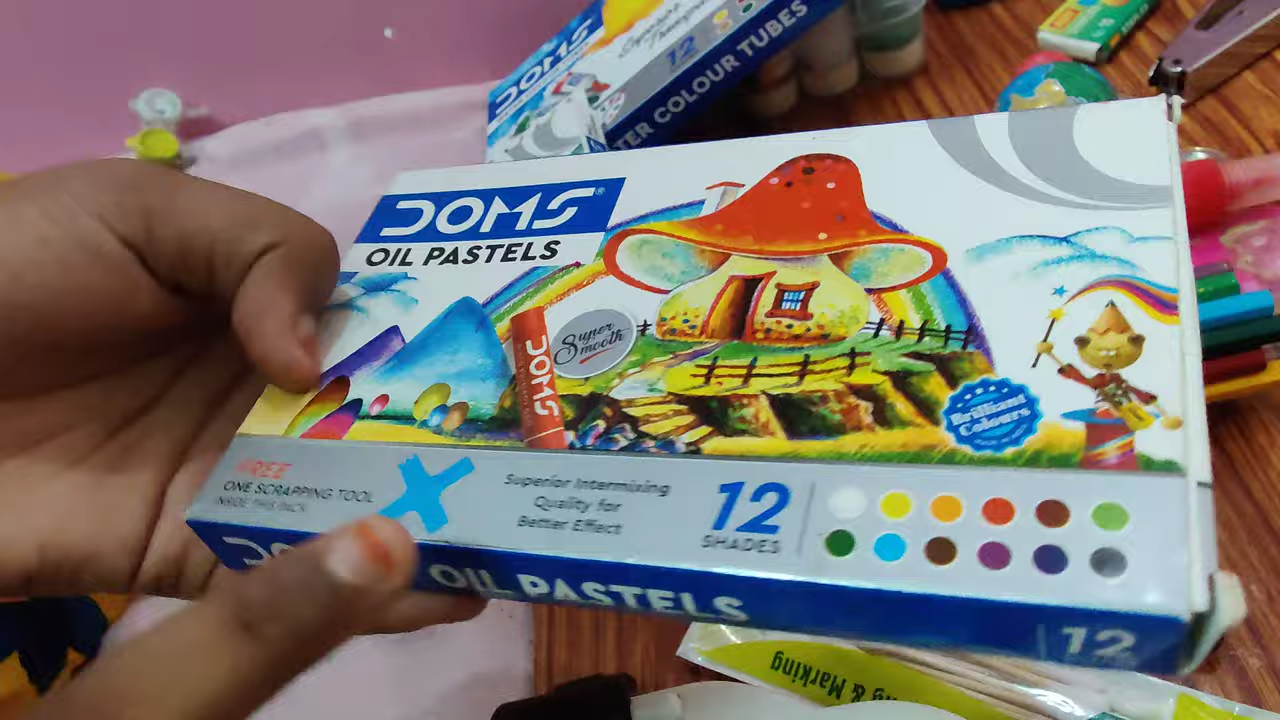 DOMS
12
TER COLOUR TUBES
DOMS®
OIL PASTELS
Super
Smooth
DOMS
Brilliant
Colours
FREE
ONE SCRAPPING TOOL
INSIDE THIS PACK
Superior Intermixing
Quality for
Better Effect
12
SHADES
OIL PASTELS
12
g & Marking